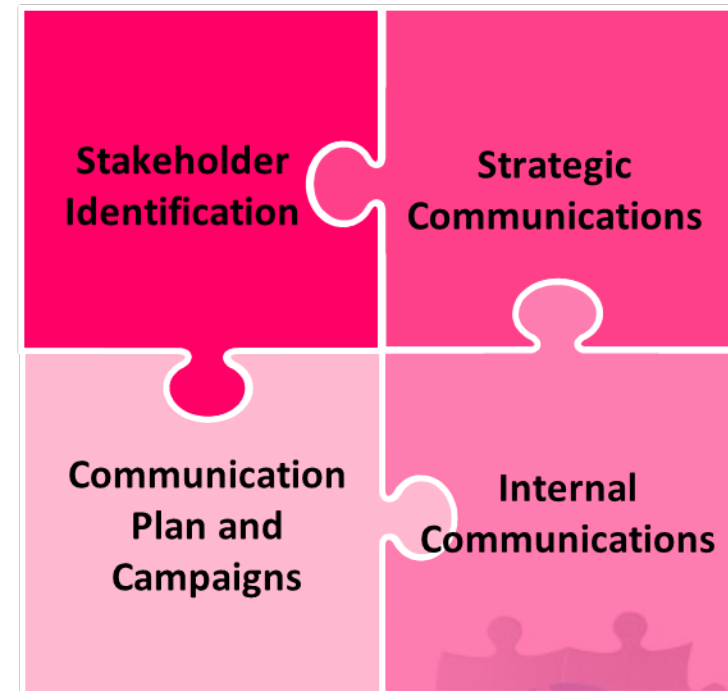 Stakeholder
Identification
Strategic
Communications
Communication
Plan and
Campaigns
Internal
Communications